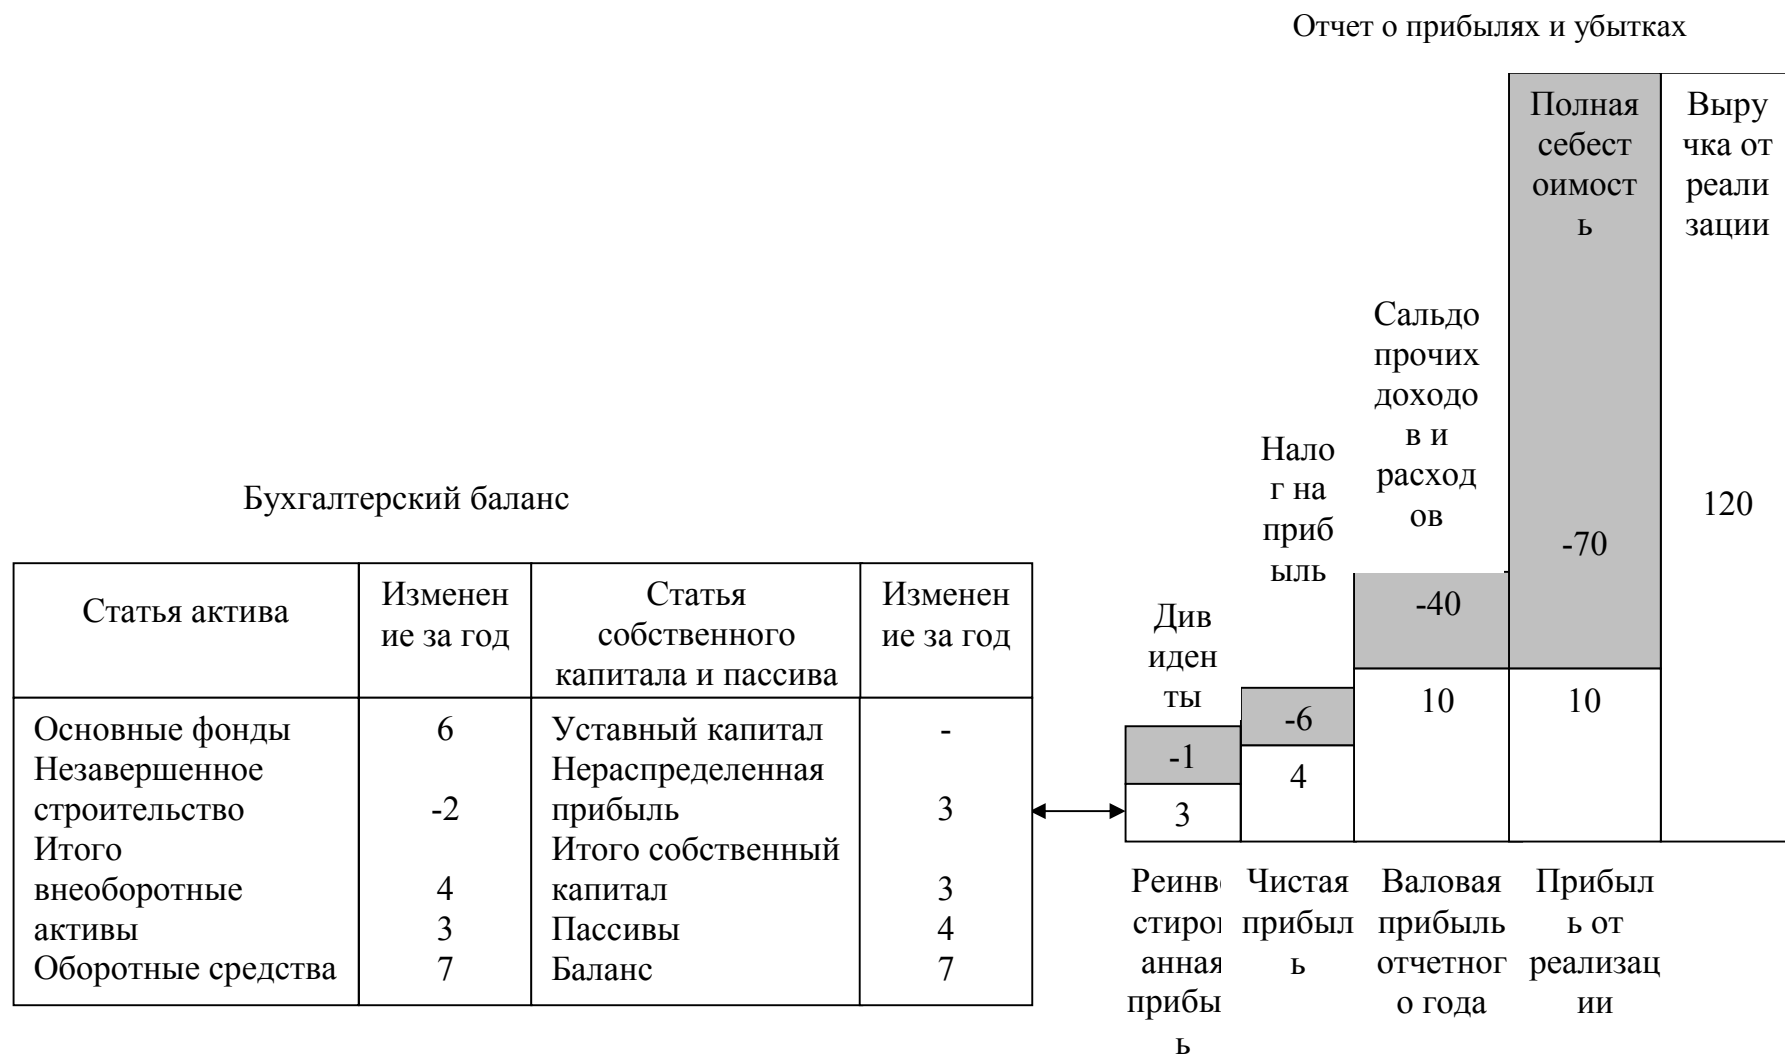 Отчет о прибылях и убытках
Полная
себест
оимост
ь
-70
10
Выру
чка от
реали
зации
120
Сальдо
прочих
доходо
в и
расход
ов
-40
10
Нало
г на
приб
ыль
-6
4
Див
иден
ты
-1
3
Бухгалтерский баланс
Статья актива
Изменен
ие за год
Статья
собственного
капитала и пассива
Изменен
ие за год
Основные фонды 6 Уставный капитал -
Незавершенное Нераспределенная
строительство -2 прибыль 3
Итого Итого собственный
внеоборотные 4 капитал 3
активы 3 Пассивы 4
Оборотные средства 7 Баланс 7
Реинв
стиро
анная
прибы
ь
Чистая
прибыл
ь
Валовая
прибыль
отчетног
о года
Прибыл
ь от
реализац
ии